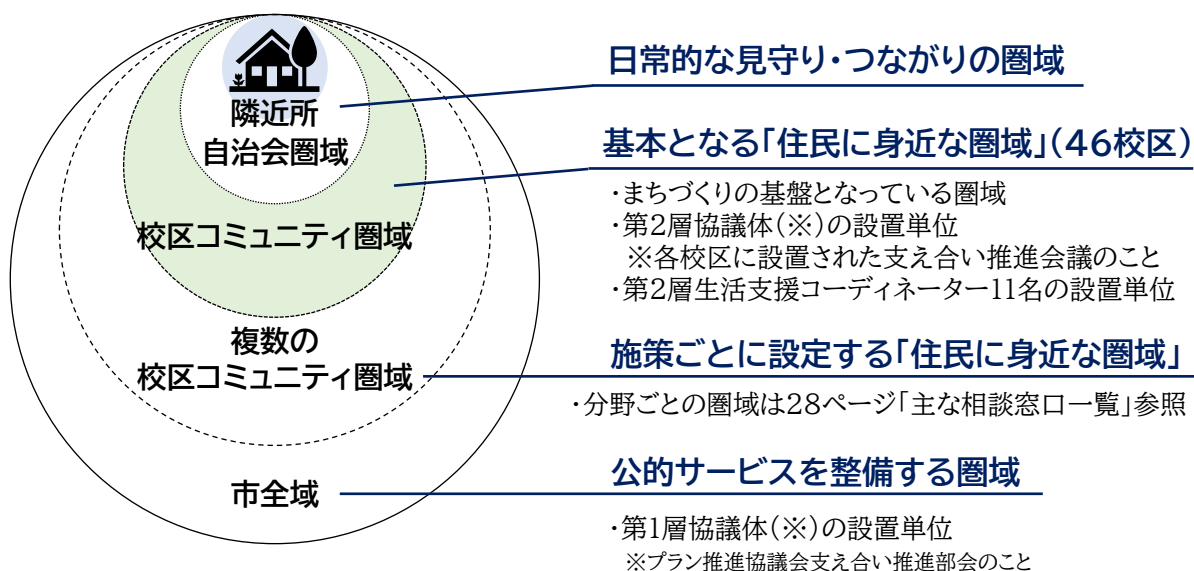 隣近所
自治会圏域
校区コミュニティ圏域
複数の
校区コミュニティ圏域
市全域
日常的な見守り・つながりの圏域
基本となる「住民に身近な圏域」(46校区)
・まちづくりの基盤となっている圏域
・第2層協議体(※)の設置単位
※各校区に設置された支え合い推進会議のこと
・第2層生活支援コーディネーター11名の設置単位
施策ごとに設定する「住民に身近な圏域」
・分野ごとの圏域は28ページ「主な相談窓口一覧」参照
公的サービスを整備する圏域
・第1層協議体(※)の設置単位
※プラン推進協議会支え合い推進部会のこと